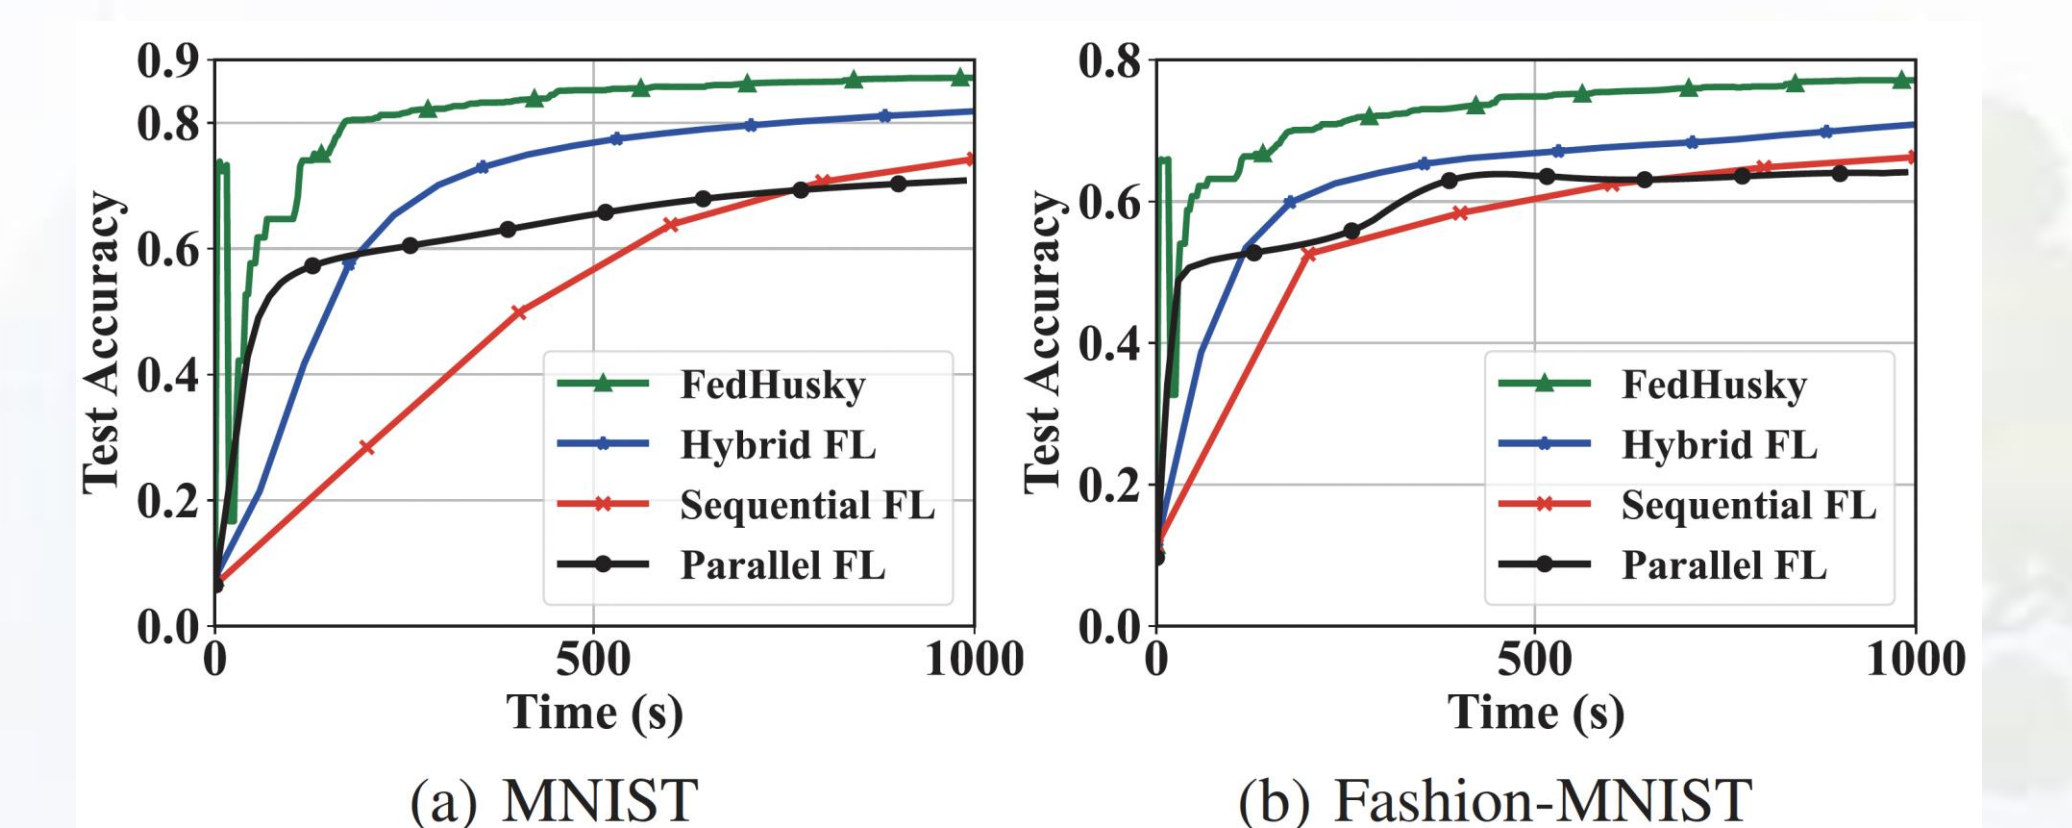 0.9
0.8
0.6
0.4
0.2
0.0
Test Accuracy
0 500 1000
Time (s)
FedHusky
Hybrid FL
Sequential FL
Parallel FL
(a) MNIST
0.8
0.6
0.4
0.2
0.0
Test Accuracy
0 500 1000
Time (s)
FedHusky
Hybrid FL
Sequential FL
Parallel FL
(b) Fashion-MNIST